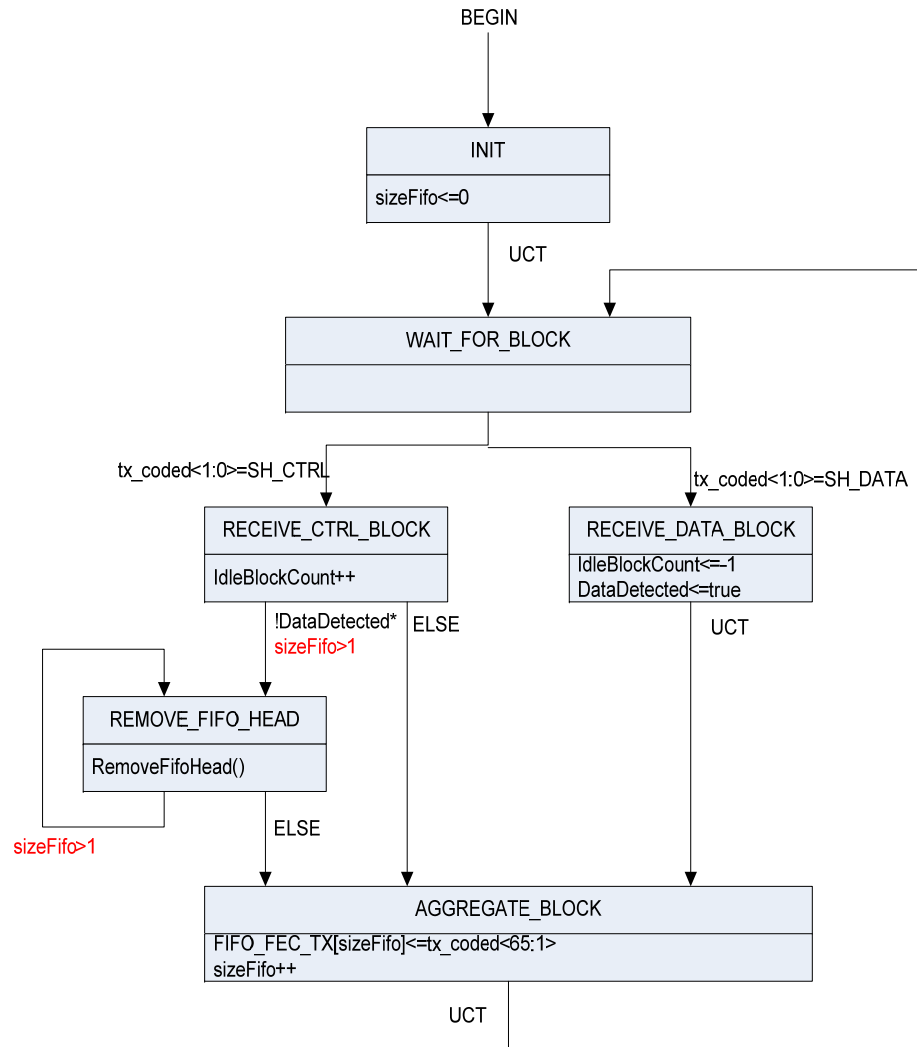 BEGIN
INIT
sizeFifo<=0
UCT
WAIT_FOR_BLOCK
tx_coded<1:0>=SH_CTRL
tx_coded<1:0>=SH_DATA
RECEIVE_CTRL_BLOCK
IdleBlockCount++
RECEIVE_DATA_BLOCK
IdleBlockCount<=-1
DataDetected<=true
!DataDetected*
sizeFifo>1
ELSE
UCT
REMOVE_FIFO_HEAD
RemoveFifoHead()
sizeFifo>1
ELSE
AGGREGATE_BLOCK
FIFO_FEC_TX[sizeFifo]<=tx_coded<65:1>
sizeFifo++
UCT